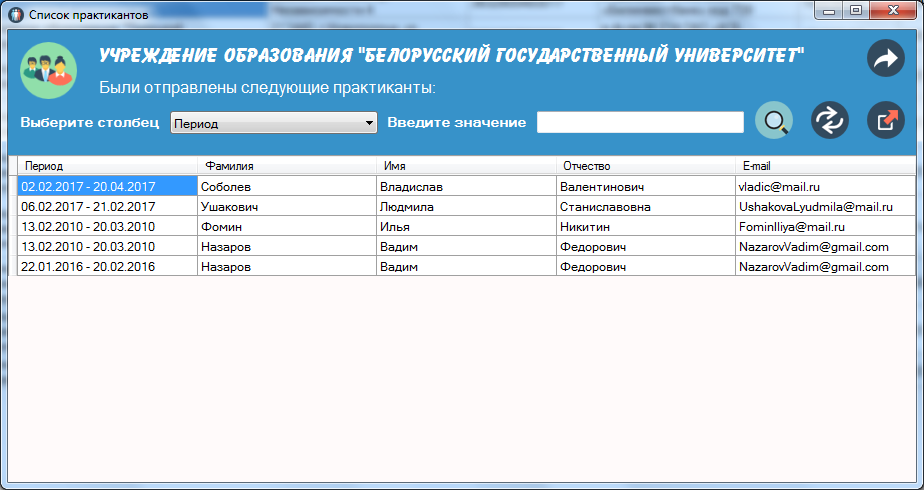 Список практикантов
УЧРЕЖДЕНИЕ ОБРАЗОВАНИЯ "БЕЛОРУССКИЙ ГОСУДАРСТВЕННЫЙ УНИВЕРСИТЕТ"
Были отправлены следующие практиканты:
Выберите столбец Период Введите значение
Период Фамилия Имя Отчество E-mail
02.02.2017 - 20.04.2017 Соболев Владислав Валентинович vladic@mail.ru
06.02.2017 - 21.02.2017 Ушакович Людмила Станиславовна UshakovaLyudmila@mail.ru
13.02.2010 - 20.03.2010 Фомин Илья Никитин FominIliya@mail.ru
13.02.2010 - 20.03.2010 Назаров Вадим Федорович NazarovVadim@gmail.com
22.01.2016 - 20.02.2016 Назаров Вадим Федорович NazarovVadim@gmail.com